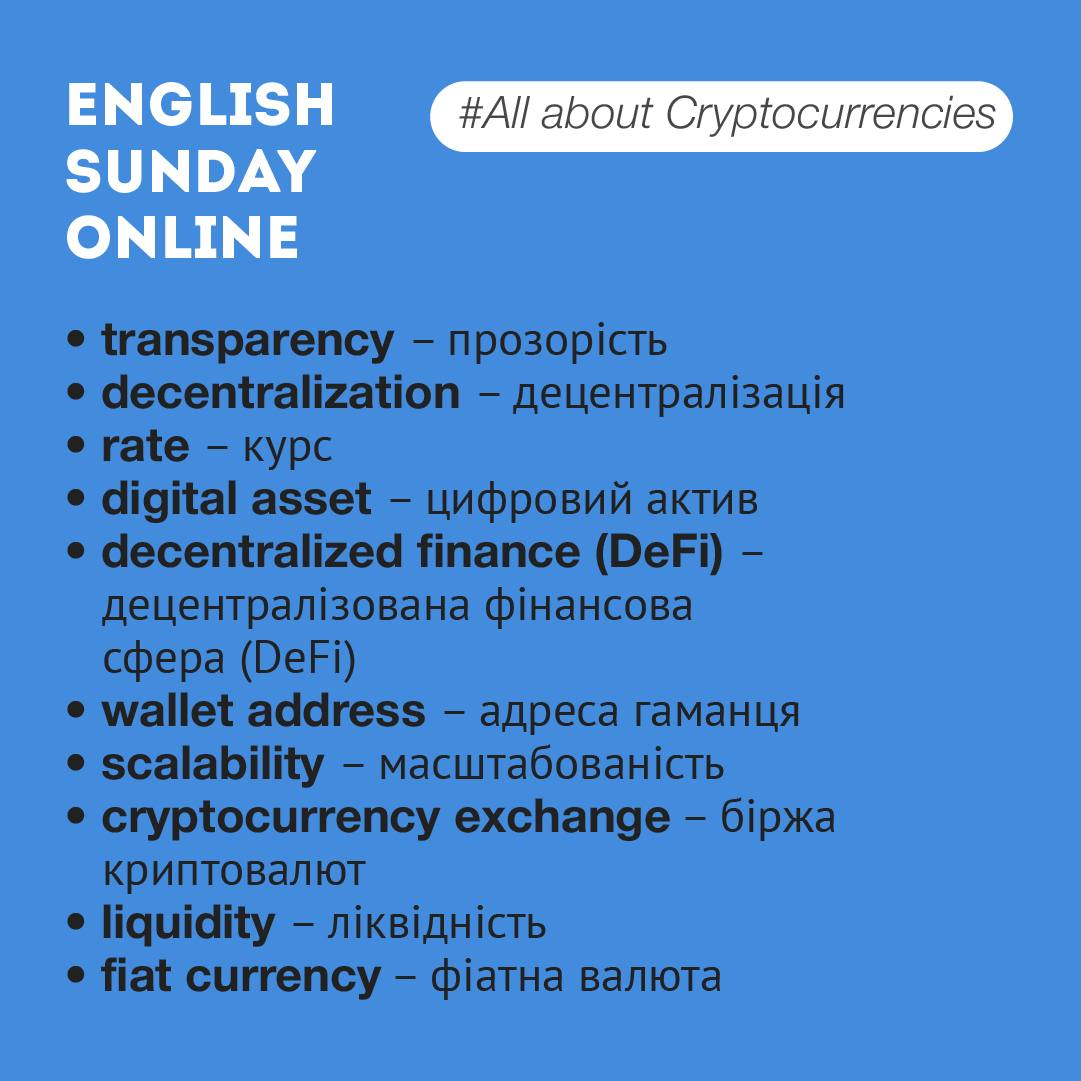 ENGLISH
SUNDAY
ONLINE
#All about Cryptocurrencies
• transparency – прозорість
• decentralization – децентралізація
• rate – курс
• digital asset – цифровий актив
• decentralized finance (DeFi) –
децентралізована фінансова
сфера (DeFi)
• wallet address – адреса гаманця
• scalability – масштабованість
• cryptocurrency exchange – біржа
криптовалют
• liquidity – ліквідність
• fiat currency – фіатна валюта